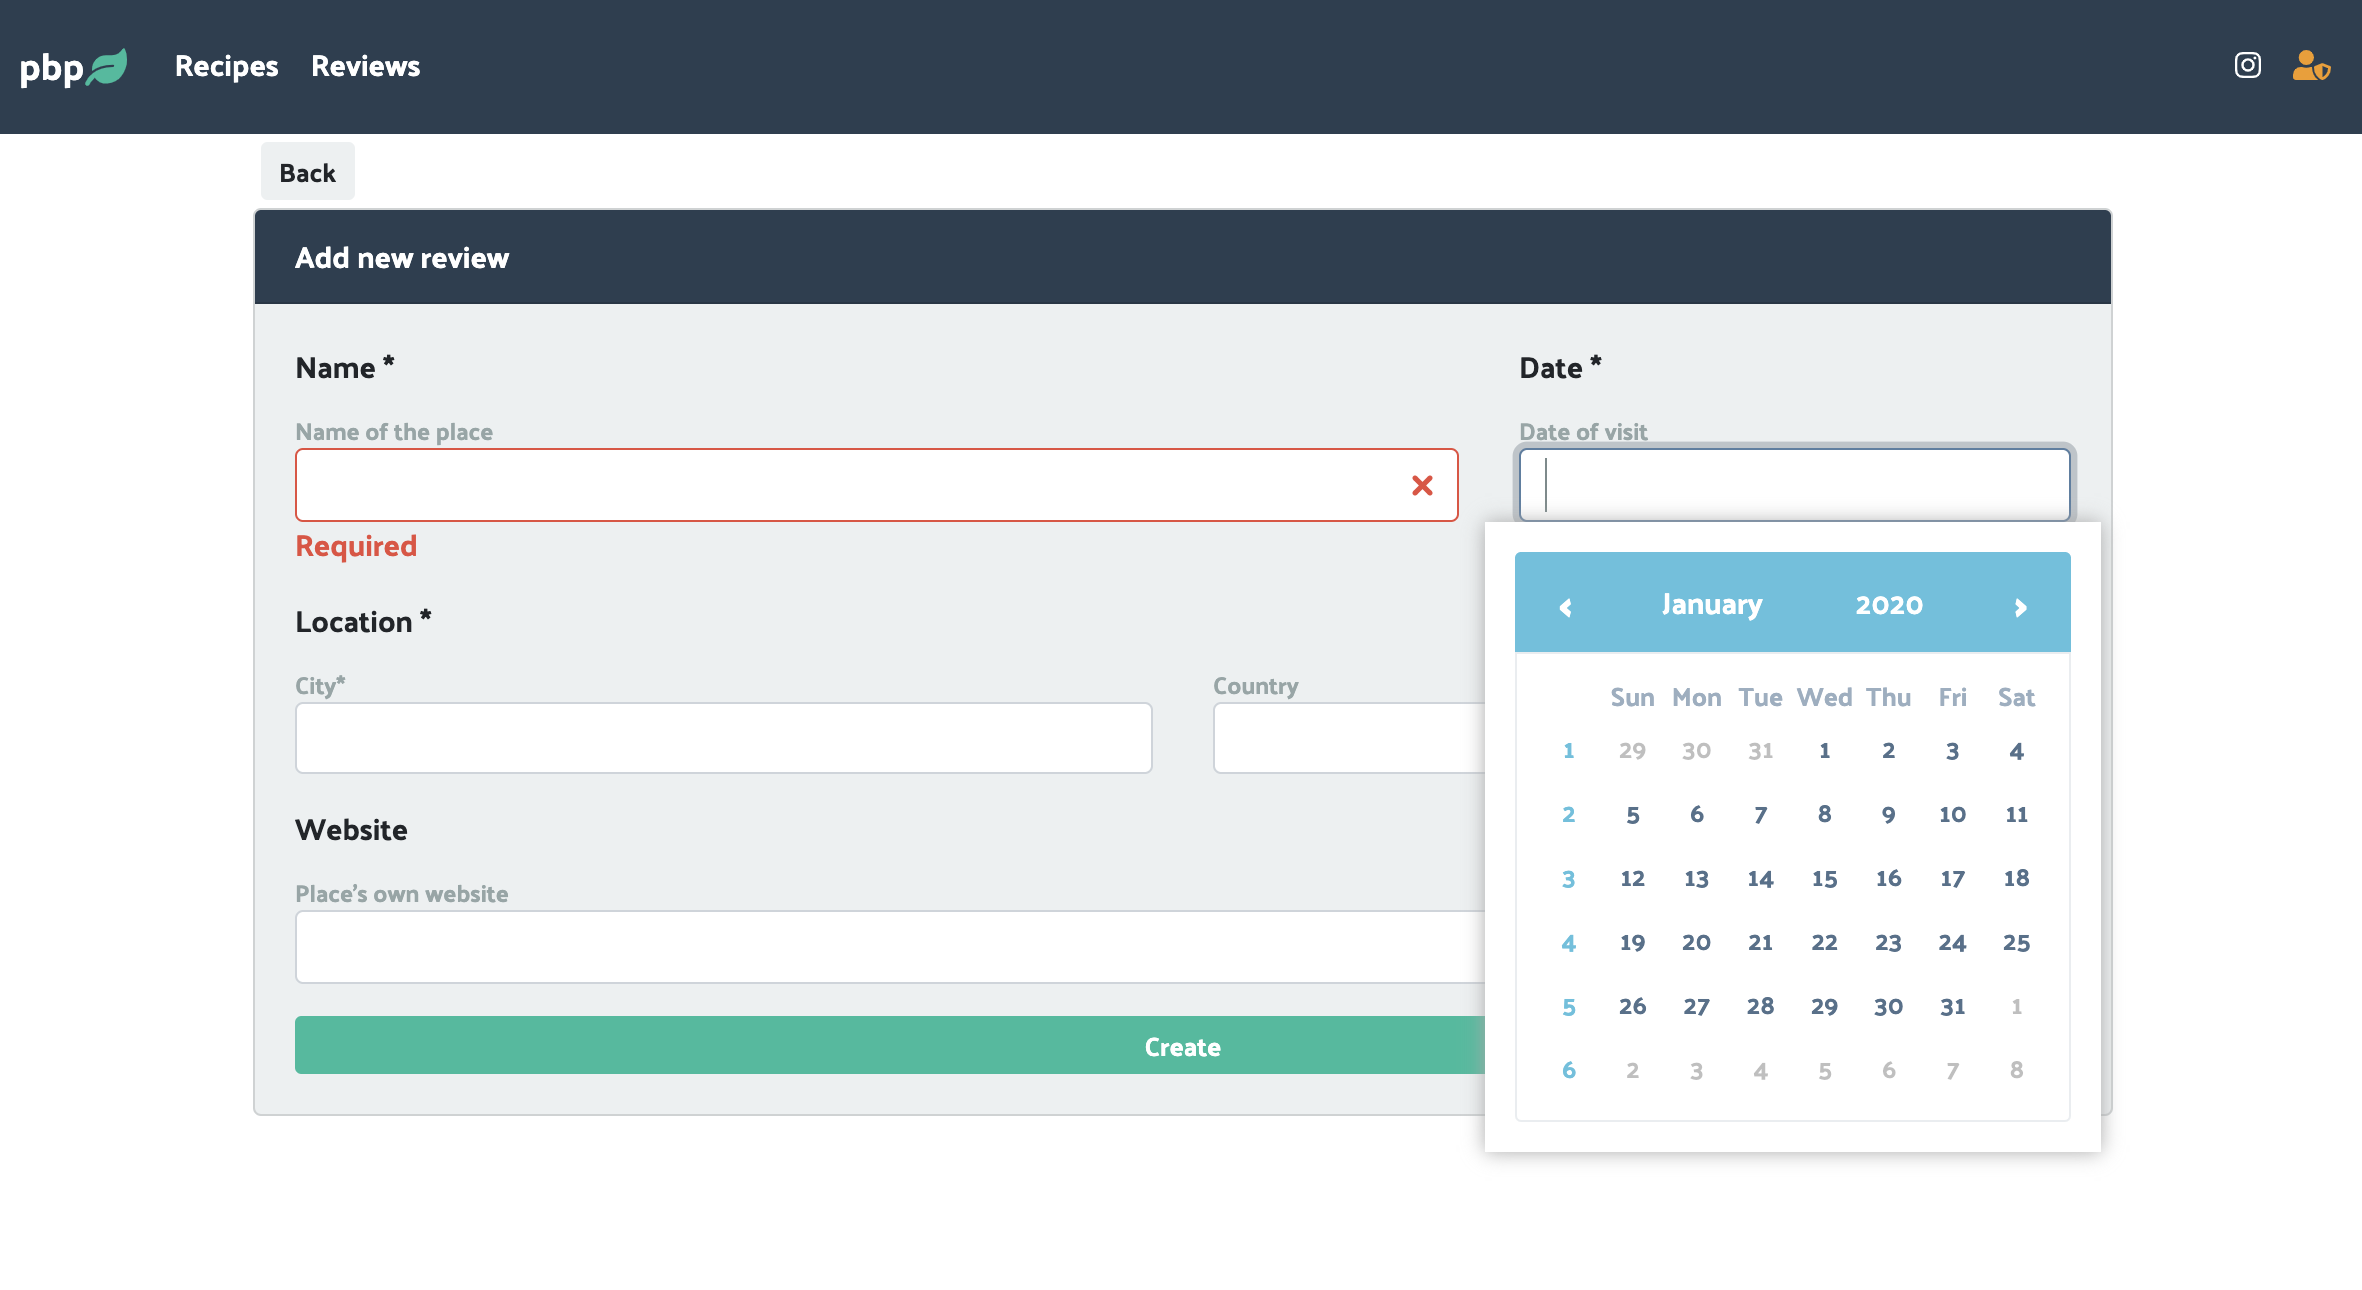 pbp
Recipes Reviews
Back
Add new review
Name *
Date *
Name of the place
Date of visit
Required
Location *
City*
Country
Website
Place's own website
Create
January 2020
Sun Mon Tue Wed Thu Fri Sat
1 29 30 31 1 2 3 4
2 5 6 7 8 9 10 11
3 12 13 14 15 16 17 18
4 19 20 21 22 23 24 25
5 26 27 28 29 30 31 1
6 2 3 4 5 6 7 8